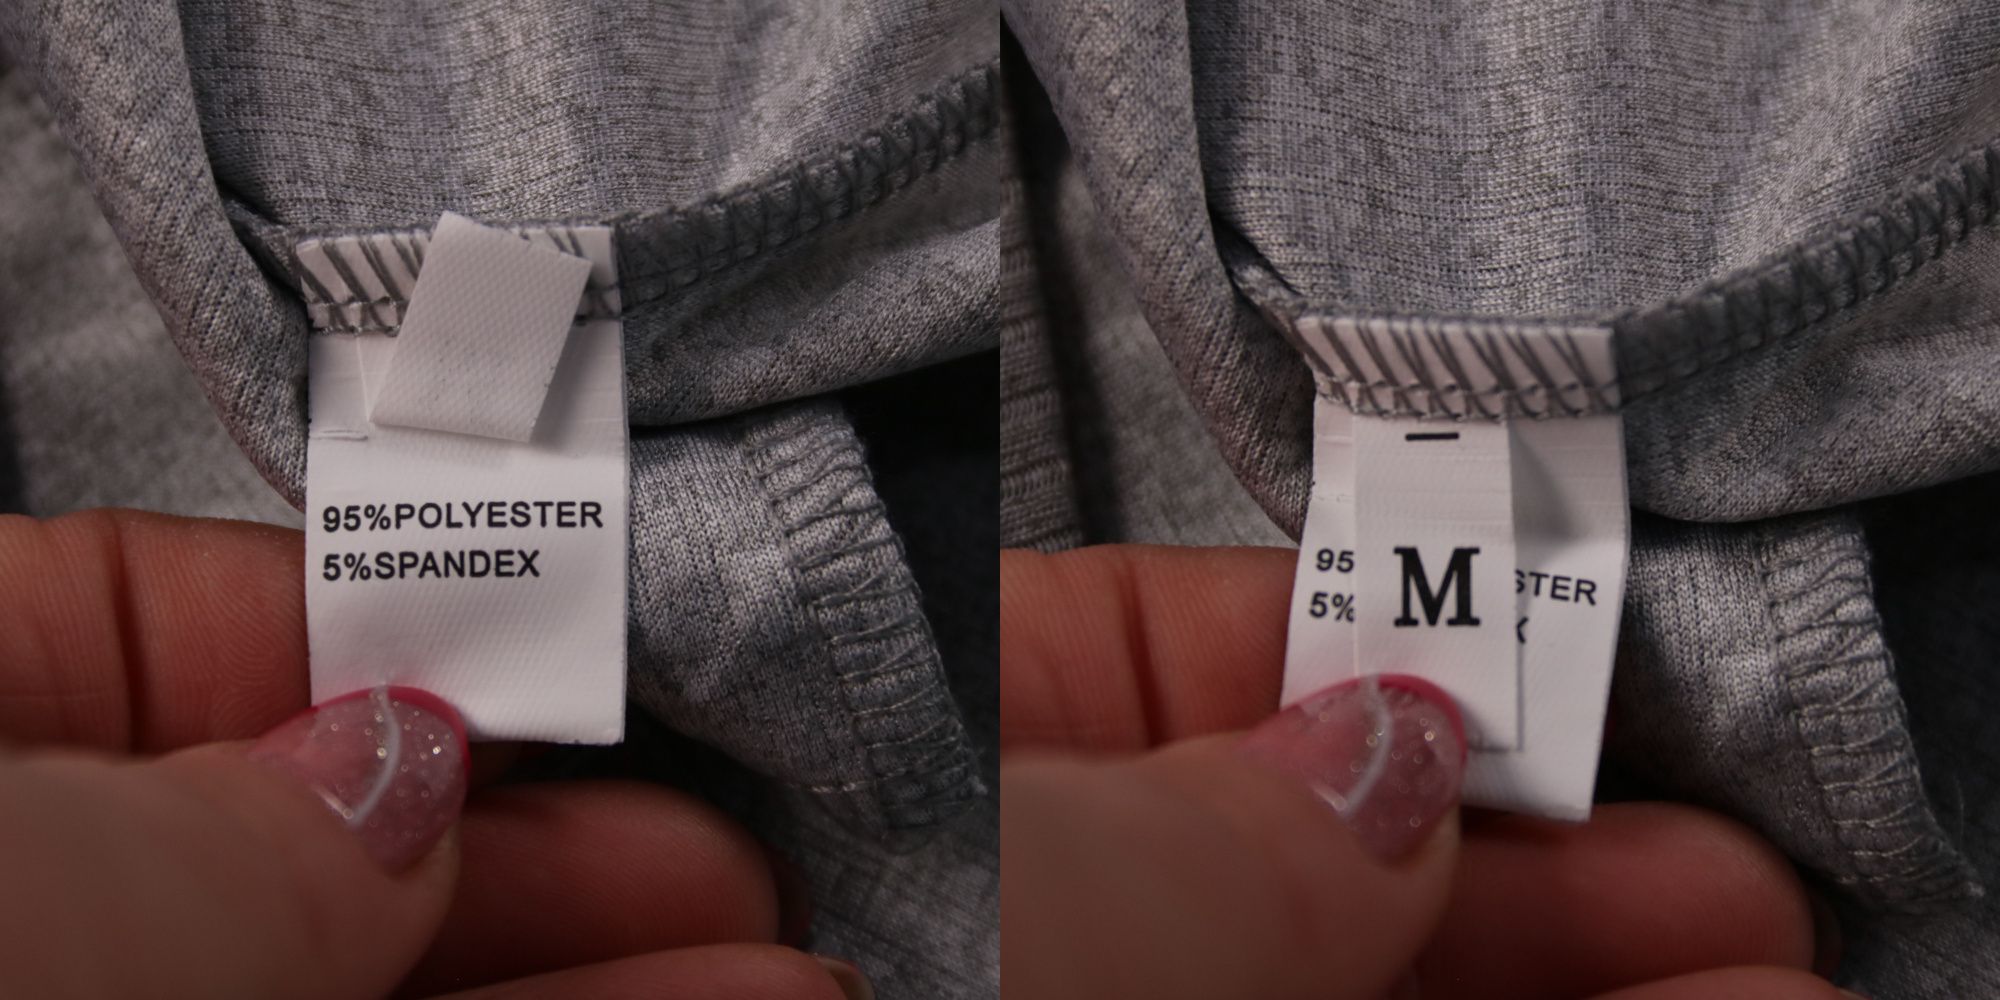 95%POLYESTER
5%SPANDEX
M
95
STER
5%
X